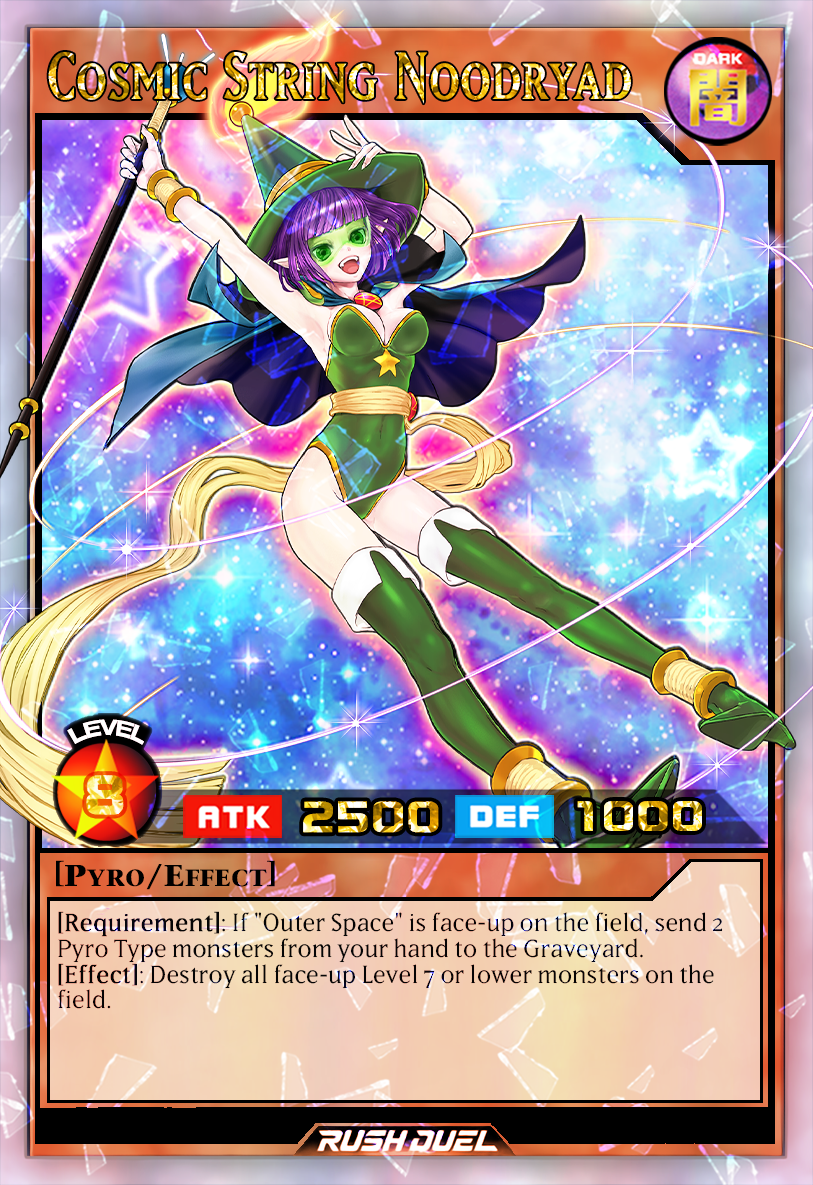 Cosmic String Noodryad
DARK
闇
LEVEL
8
ATK 2500 DEF 1000
[Pyro/Effect]
[Requirement]: If "Outer Space" is face-up on the field, send 2
Pyro Type monsters from your hand to the Graveyard.
[Effect]: Destroy all face-up Level 7 or lower monsters on the
field.
RUSH DUEL